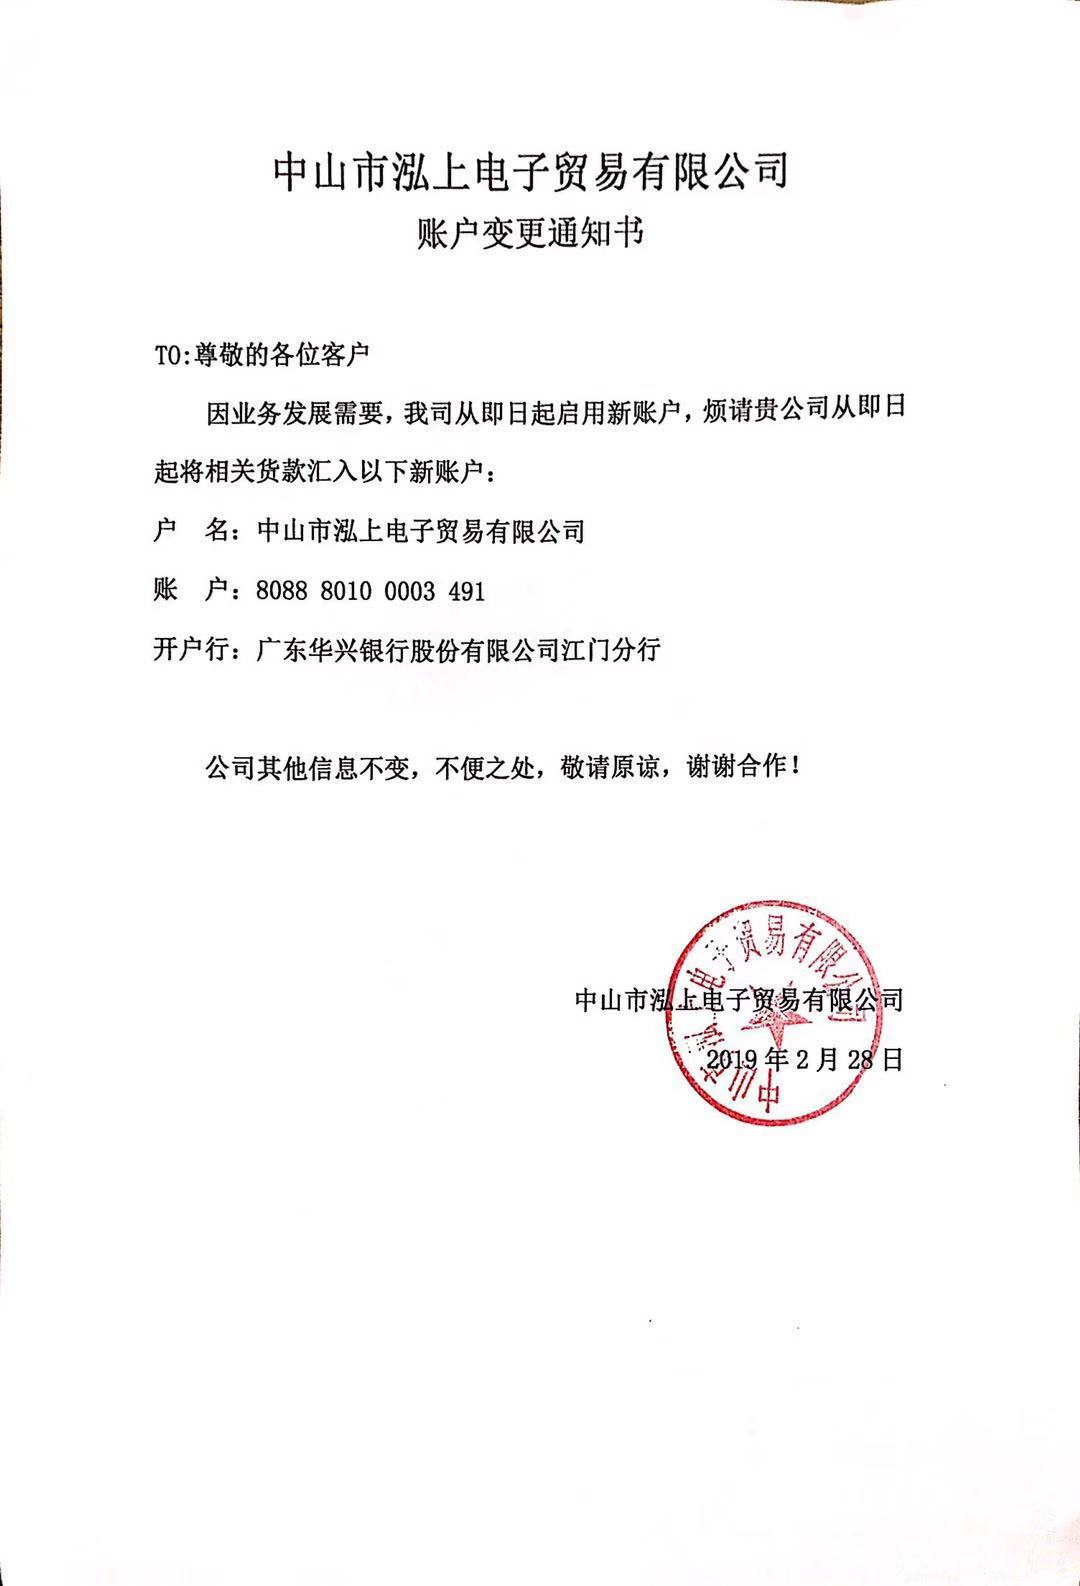 中山市泓上电子贸易有限公司
账户变更通知书
TO:尊敬的各位客户
因业务发展需要，我司从即日起启用新账户，烦请贵公司从即日
起将相关货款汇入以下新账户：
户 名：中山市泓上电子贸易有限公司
账 户：8088 8010 0003 491
开户行：广东华兴银行股份有限公司江门分行
公司其他信息不变，不便之处，敬请原谅，谢谢合作！
中山市泓上电子贸易有限公司
中山市泓上电子贸易有限公司
2019 年 2 月 28 日